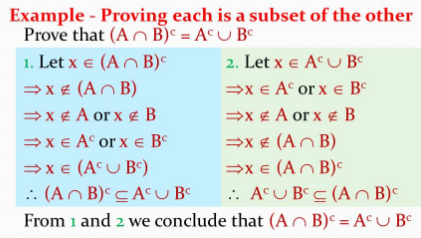 Example - Proving each is a subset of the other
Prove that (A ∩ B)ᶜ = Aᶜ ∪ Bᶜ
1. Let x ∈ (A ∩ B)ᶜ
⇒x ∉ (A ∩ B)
⇒x ∉ A or x ∉ B
⇒x ∈ Aᶜ or x ∈ Bᶜ
⇒x ∈ (Aᶜ ∪ Bᶜ)
∴ (A ∩ B)ᶜ ⊆ Aᶜ ∪ Bᶜ
2. Let x ∈ Aᶜ ∪ Bᶜ
⇒x ∈ Aᶜ or x ∈ Bᶜ
⇒x ∉ A or x ∉ B
⇒x ∉ (A ∩ B)
⇒x ∈ (A ∩ B)ᶜ
∴ Aᶜ ∪ Bᶜ ⊆ (A ∩ B)ᶜ
From 1 and 2 we conclude that (A ∩ B)ᶜ = Aᶜ ∪ Bᶜ